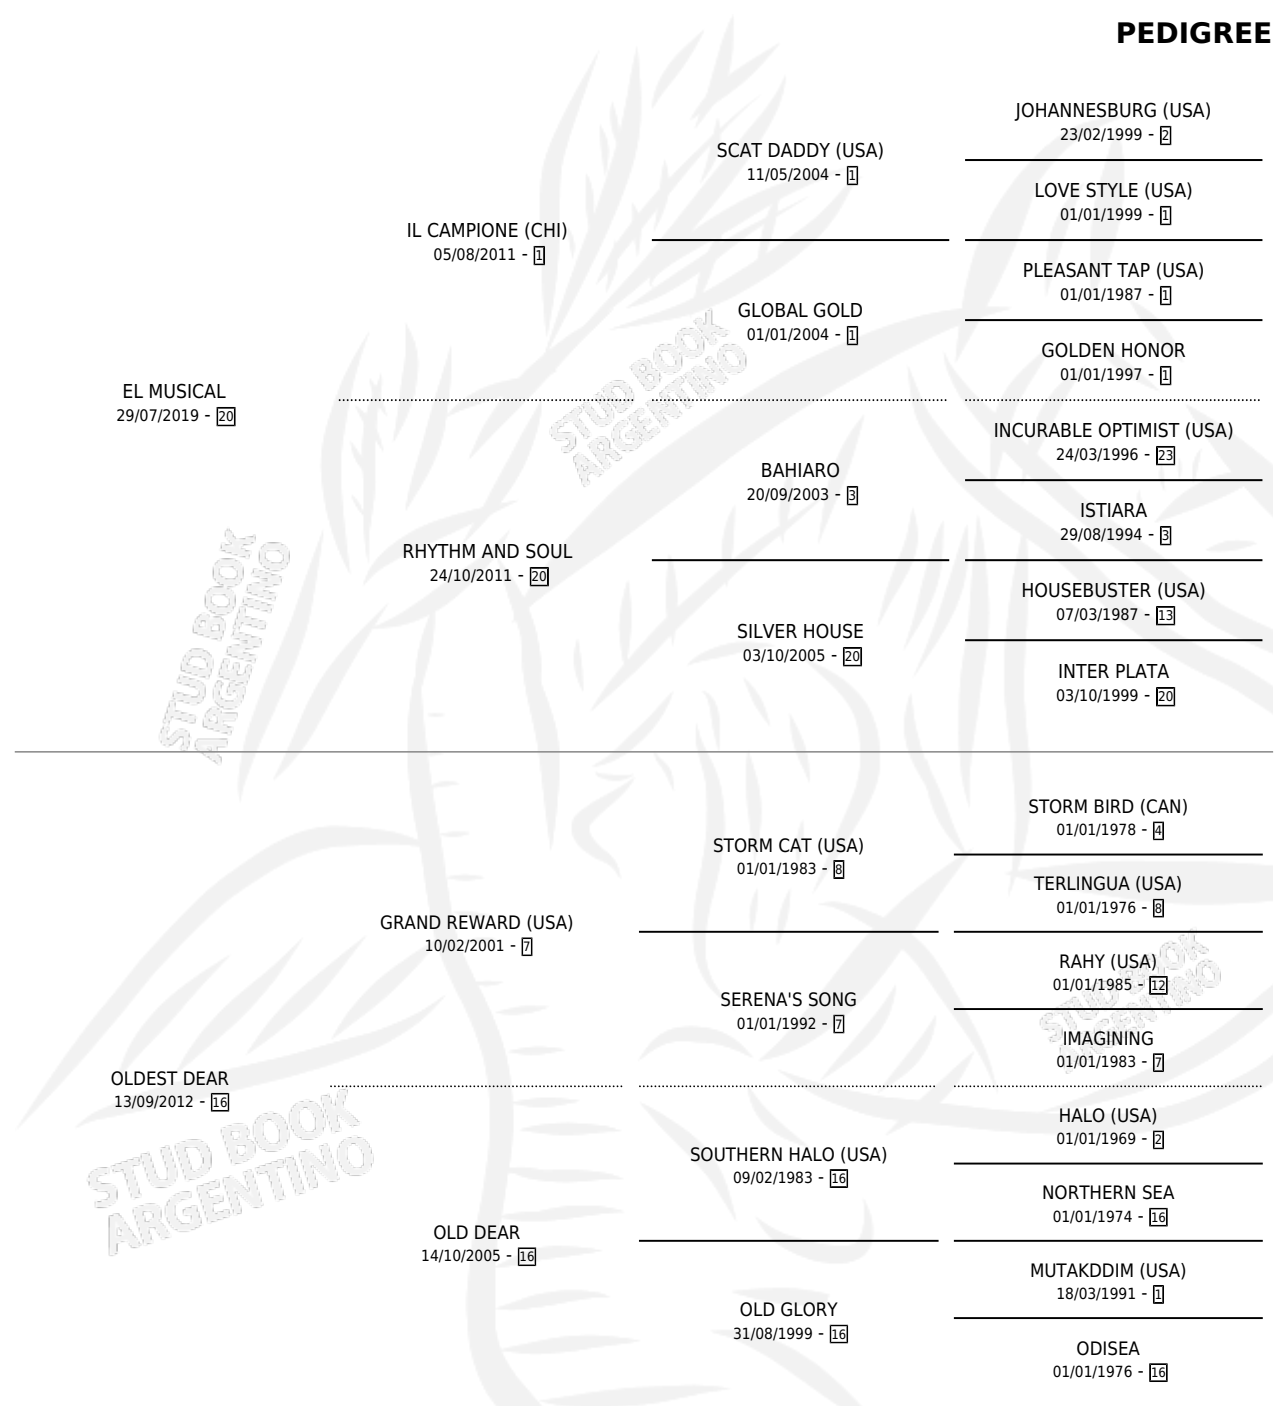 PEDIGREE
JOHANNESBURG (USA)
23/02/1999 - 2
SCAT DADDY (USA)
11/05/2004 - 1
LOVE STYLE (USA)
01/01/1999 - 1
IL CAMPIONE (CHI)
05/08/2011 - 1
PLEASANT TAP (USA)
01/01/1987 - 1
GLOBAL GOLD
01/01/2004 - 1
GOLDEN HONOR
01/01/1997 - 1
EL MUSICAL
29/07/2019 - 20
INCURABLE OPTIMIST (USA)
24/03/1996 - 23
BAHIARO
20/09/2003 - 3
ISTIARA
29/08/1994 - 3
RHYTHM AND SOUL
24/10/2011 - 20
HOUSEBUSTER (USA)
07/03/1987 - 13
SILVER HOUSE
03/10/2005 - 20
INTER PLATA
03/10/1999 - 20
STORM BIRD (CAN)
01/01/1978 - 4
STORM CAT (USA)
01/01/1983 - 8
TERLINGUA (USA)
01/01/1976 - 8
GRAND REWARD (USA)
10/02/2001 - 7
RAHY (USA)
01/01/1985 - 12
SERENA'S SONG
01/01/1992 - 7
IMAGINING
01/01/1983 - 7
OLDEST DEAR
13/09/2012 - 16
HALO (USA)
01/01/1969 - 2
SOUTHERN HALO (USA)
09/02/1983 - 16
NORTHERN SEA
01/01/1974 - 16
OLD DEAR
14/10/2005 - 16
MUTAKDDIM (USA)
18/03/1991 - 1
OLD GLORY
31/08/1999 - 16
ODISEA
01/01/1976 - 16
STUD BOOK
ARGENTINO
STUD BOOK
ARGENTINO
STUD BOOK
ARGENTINO
STUD BOOK
ARGENTINO